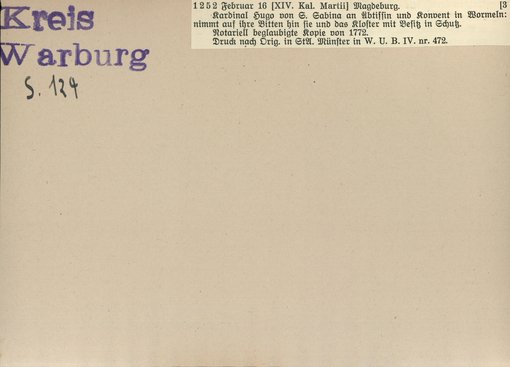 Kreis
Warburg
S. 124
1252 Februar 16 [XIV. Kal. Martii] Magdeburg. [3
Kardinal Hugo von S. Sabina an Äbtissin und Konvent in Wormeln:
nimmt auf ihre Bitten hin sie und das Kloster mit Besitz in Schutz.
Notariell beglaubigte Kopie von 1772.
Druck nach Orig. in StA. Münster in W. U. B. IV. nr. 472.